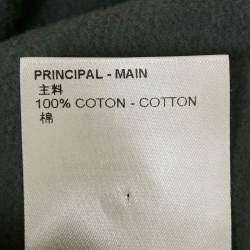 PRINCIPAL - MAIN
主料
100% COTON - COTTON
棉